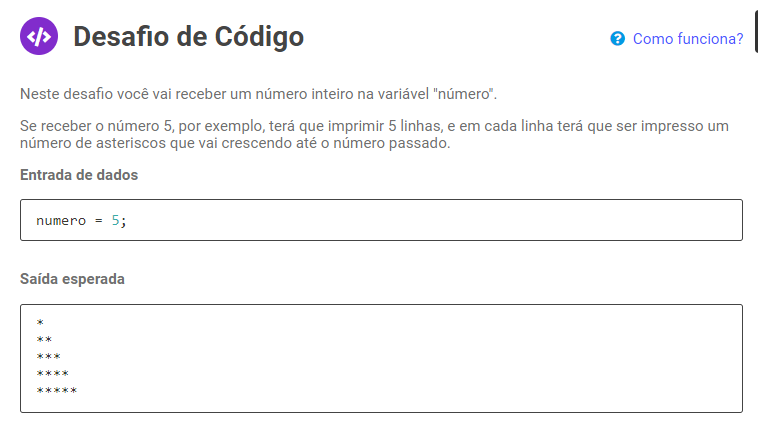 Desafio de Código
Como funciona?
Neste desafio você vai receber um número inteiro na variável "número".
Se receber o número 5, por exemplo, terá que imprimir 5 linhas, e em cada linha terá que ser impresso um
número de asteriscos que vai crescendo até o número passado.
Entrada de dados
numero = 5;
Saída esperada
*
**
***
****
*****